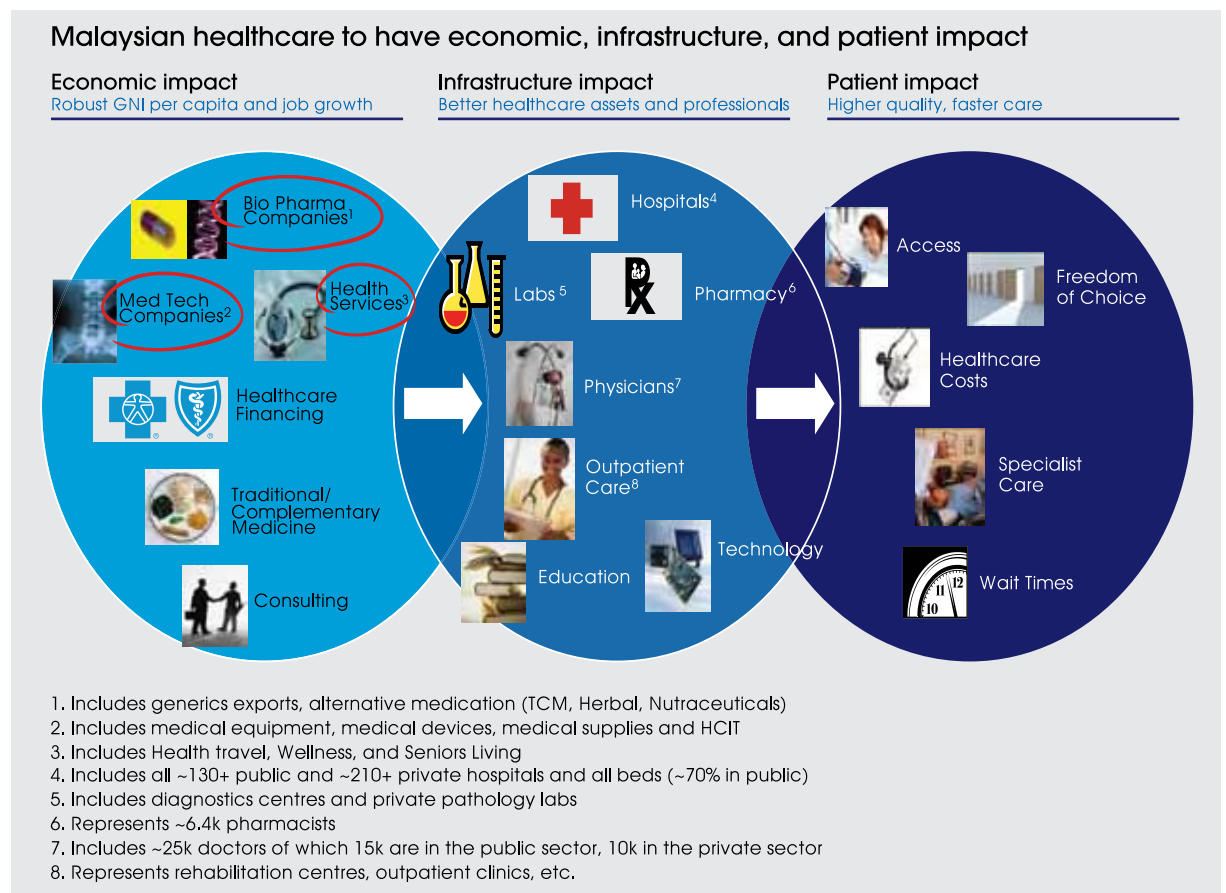 Malaysian healthcare to have economic, infrastructure, and patient impact
Economic impact
Robust GNI per capita and job growth
Infrastructure impact
Better healthcare assets and professionals
Patient impact
Higher quality, faster care
Bio Pharma
Companies¹
Med Tech
Companies²
Health
Services³
Healthcare
Financing
Traditional/
Complementary
Medicine
Consulting
Hospitals⁴
Labs ⁵
Pharmacy⁶
Physicians⁷
Outpatient
Care⁸
Technology
Education
Access
Freedom
of Choice
Healthcare
Costs
Specialist
Care
Wait Times
10
11
12
1. Includes generics exports, alternative medication (TCM, Herbal, Nutraceuticals)
2. Includes medical equipment, medical devices, medical supplies and HCIT
3. Includes Health travel, Wellness, and Seniors Living
4. Includes all ~130+ public and ~210+ private hospitals and all beds (~70% in public)
5. Includes diagnostics centres and private pathology labs
6. Represents ~6.4k pharmacists
7. Includes ~25k doctors of which 15k are in the public sector, 10k in the private sector
8. Represents rehabilitation centres, outpatient clinics, etc.